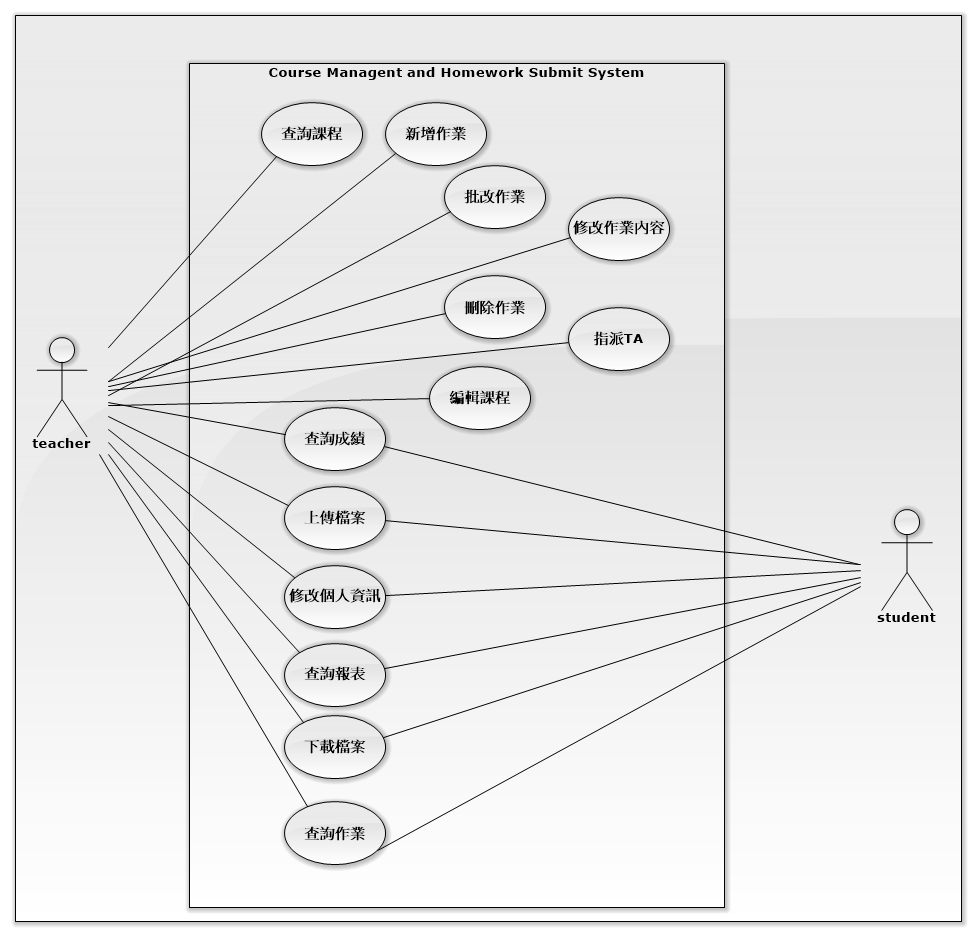 Course Managent and Homework Submit System
查詢課程
新增作業
批改作業
修改作業內容
刪除作業
指派TA
編輯課程
查詢成績
teacher
上傳檔案
修改個人資訊
student
查詢報表
下載檔案
查詢作業